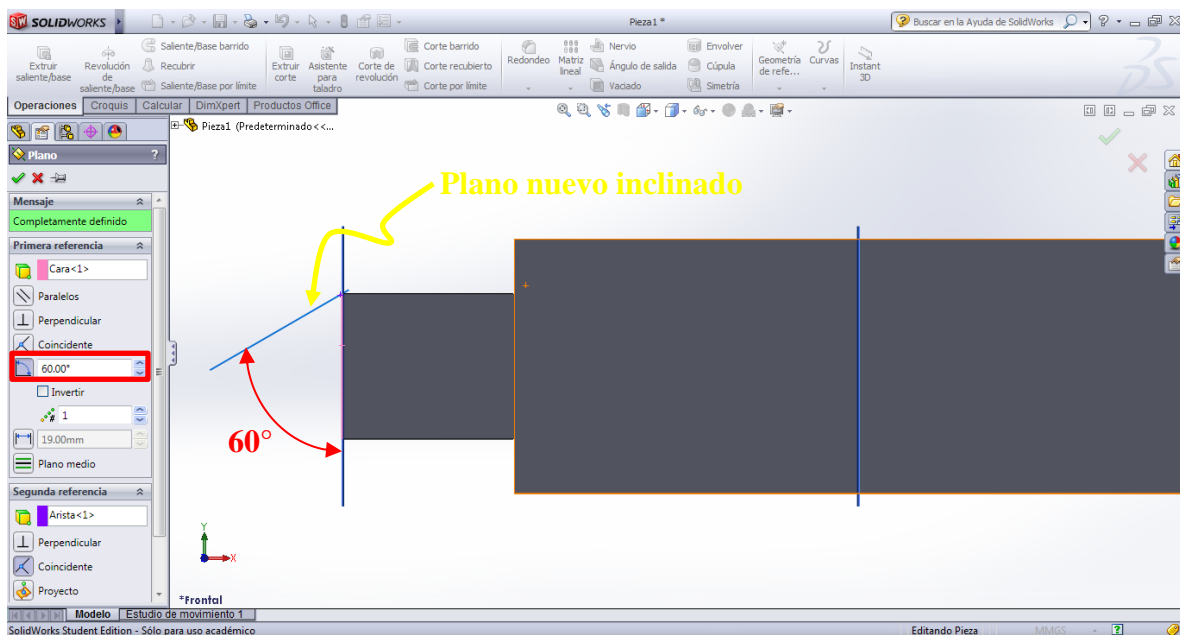 SOLIDWORKS
Pieza1 *
Buscar en la Ayuda de SolidWorks
Extruir saliente/base
Revolución de saliente/base
Saliente/Base barrido
Recubrir
Saliente/Base por límite
Extruir corte
Asistente para taladro
Corte de revolución
Corte barrido
Corte recubierto
Corte por límite
Redondeo
Matriz lineal
Nervio
Ángulo de salida
Vaciado
Envolver
Cúpula
Simetría
Geometría de refe...
Curvas
Instant 3D
Operaciones
Croquis
Calcular
DimXpert
Productos Office
Pieza1 (Predeterminado<<...
Plano
?
Mensaje
Completamente definido
Primera referencia
Cara<1>
Paralelos
Perpendicular
Coincidente
60.00°
Invertir
1
19.00mm
Plano medio
Segunda referencia
Arista<1>
Perpendicular
Coincidente
Proyecto
Plano nuevo inclinado
60°
Y
X
*Frontal
Modelo
Estudio de movimiento 1
SolidWorks Student Edition - Sólo para uso académico
Editando Pieza
MMGS